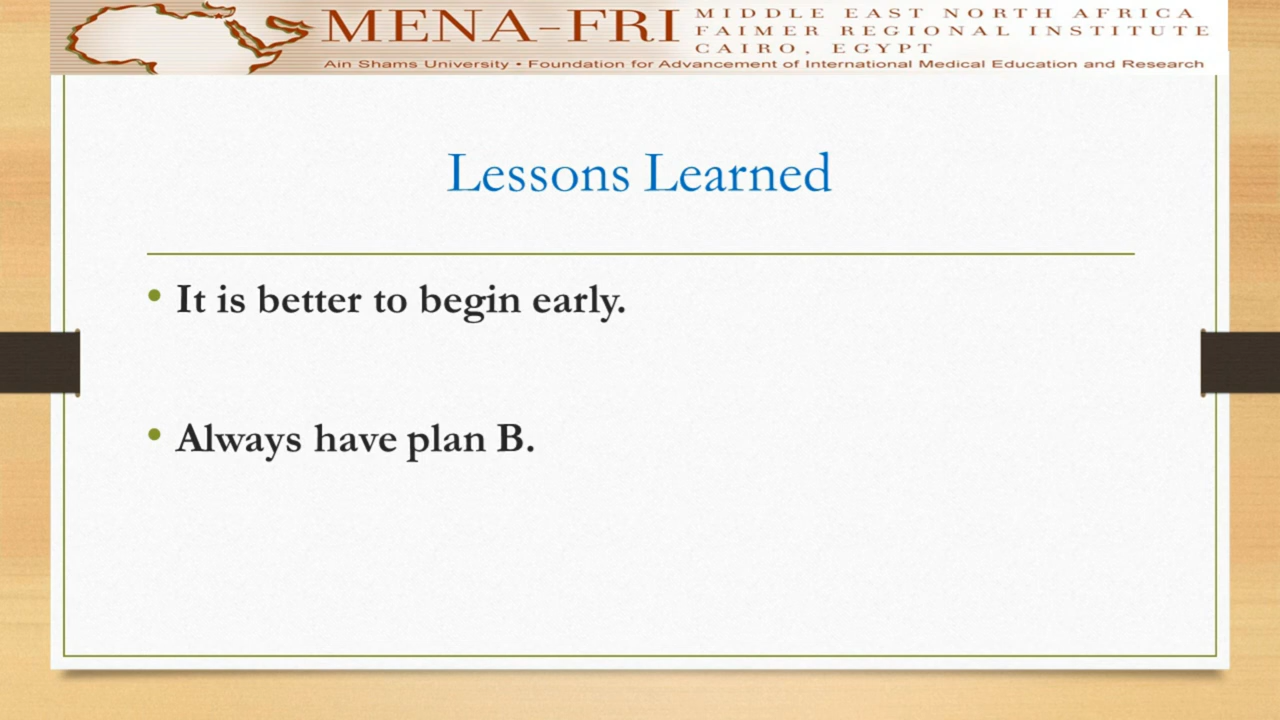 MENA-FRI
MIDDLE EAST NORTH AFRICA
FAIMER REGIONAL INSTITUTE
CAIRO, EGYPT
Ain Shams University • Foundation for Advancement of International Medical Education and Research
Lessons Learned
• It is better to begin early.
• Always have plan B.